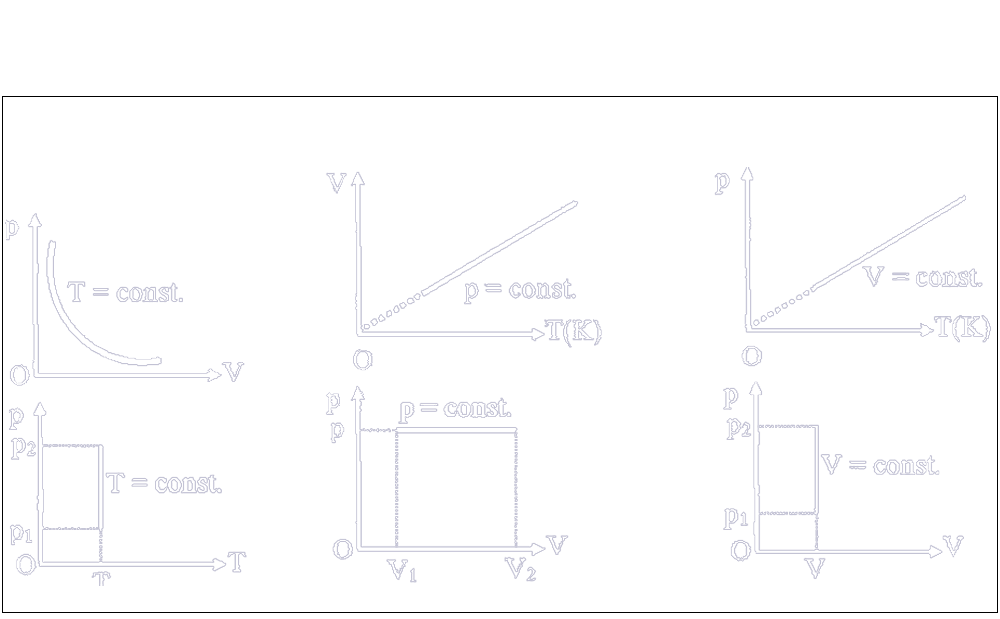 p
T = const.
O
V
V
p = const.
T(K)
O
p
V = const.
T(K)
O
p
p2
T = const.
p1
O
T
T
p
p
p = const.
O
V1
V2
V
p
p2
V = const.
p1
O
V
V